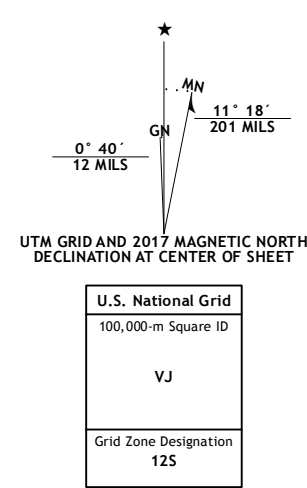 ★
MN
GN
11° 18´
201 MILS
0° 40´
12 MILS
UTM GRID AND 2017 MAGNETIC NORTH
DECLINATION AT CENTER OF SHEET
U.S. National Grid
100,000-m Square ID
VJ
Grid Zone Designation
12S